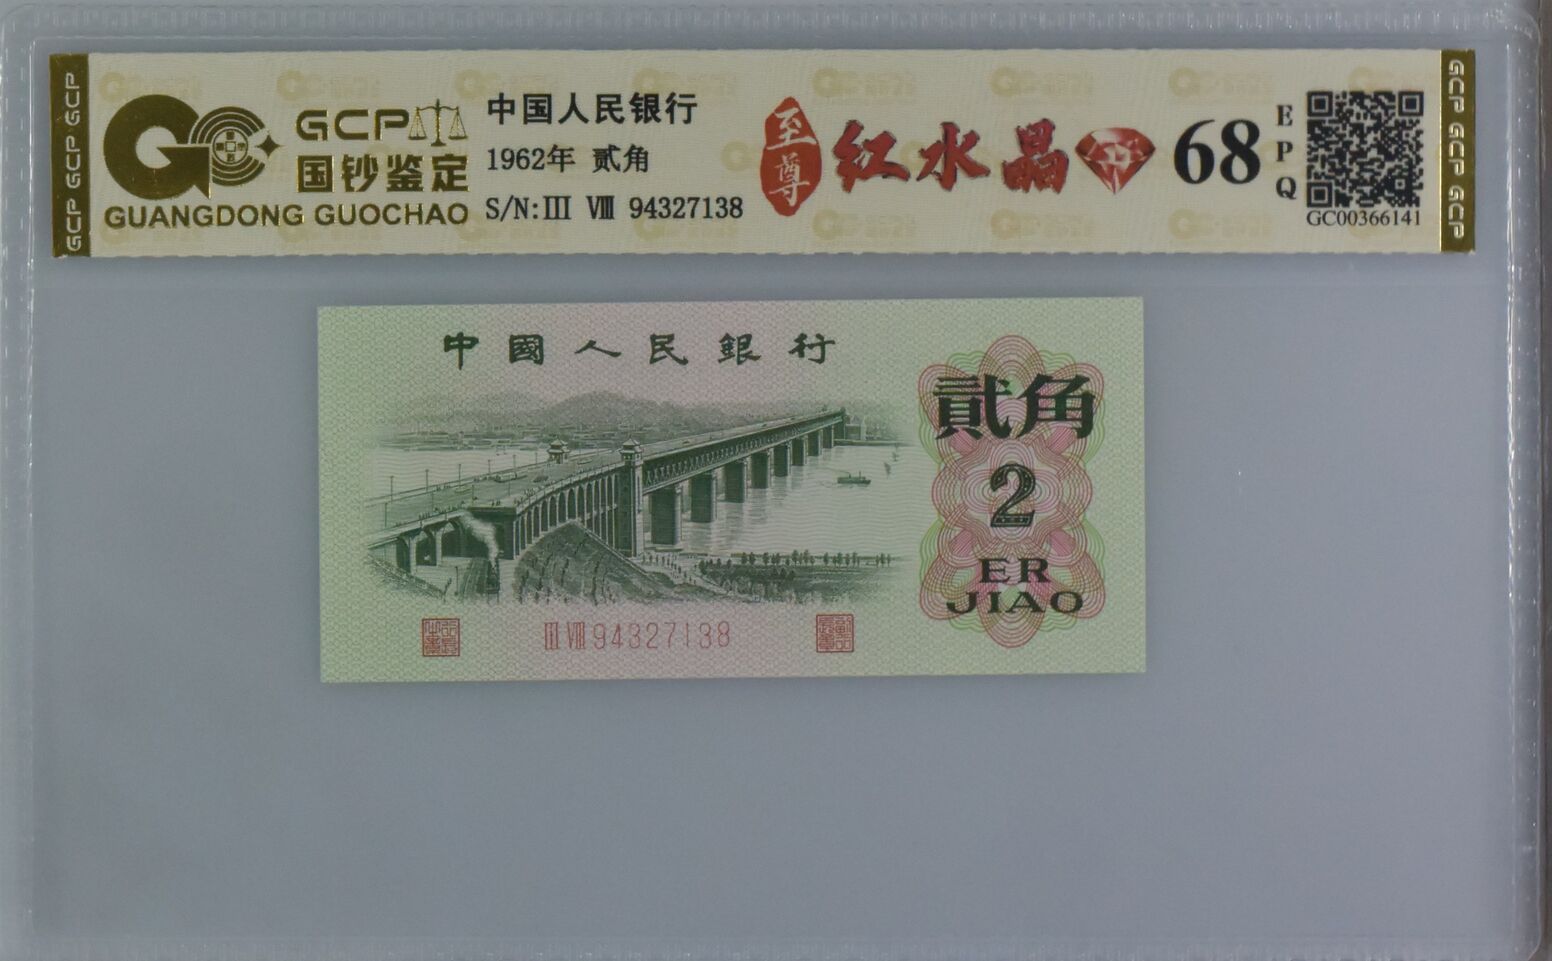 GCP GCP GCP
GCP
国钞鉴定
GUANGDONG GUOCHAO
中国人民银行
1962年 贰角
S/N:III VIII 94327138
至尊
红水晶
68
EPQ
GC00366141
GCP GCP GCP
中國人民銀行
貳角
2
ER
JIAO
III VIII 94327138